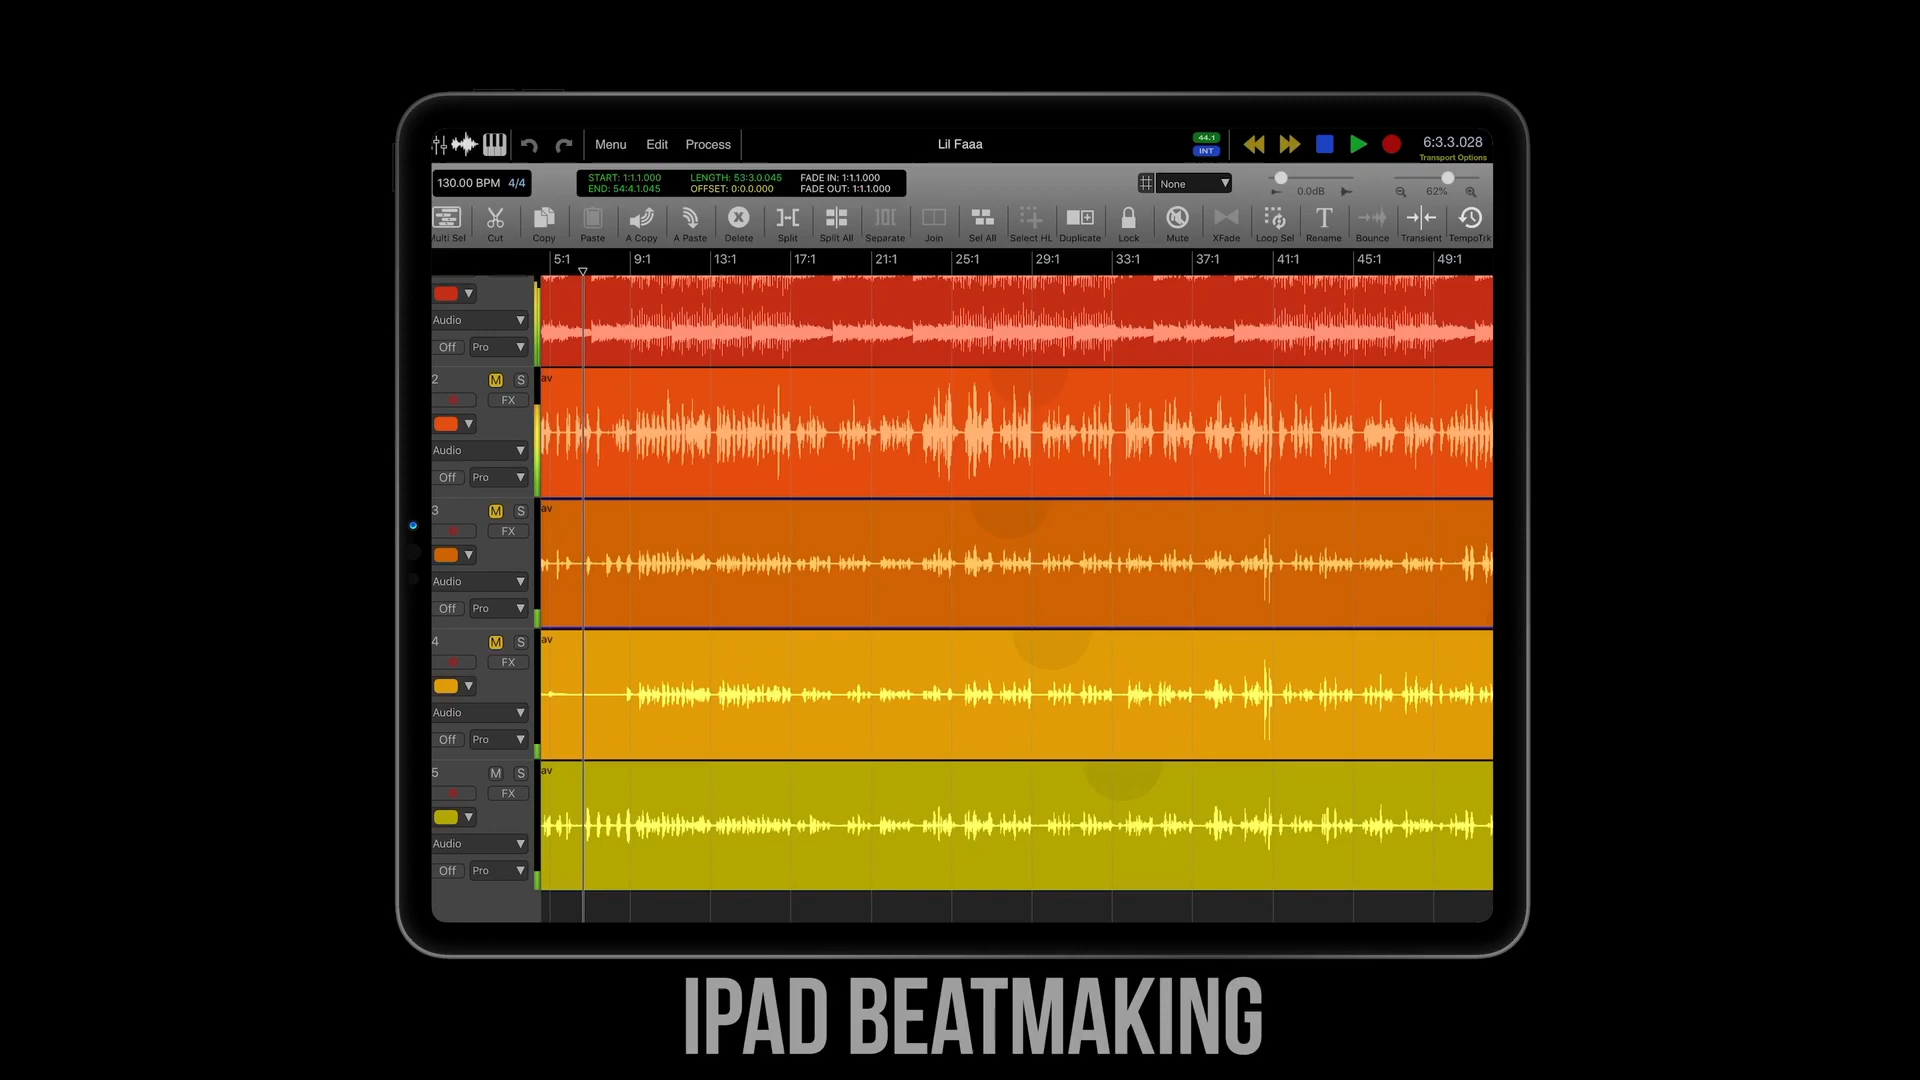 Menu Edit Process Lil Faaa 44.1 INT 6:3.3.028
Transport Options
130.00 BPM 4/4 START: 1:1.1.000 LENGTH: 53:3.0.045 FADE IN: 1:1.1.000 None 0.0dB 62%
END: 54:4.1.045 OFFSET: 0:0.0.000 FADE OUT: 1:1.1.000
Multi Sel Cut Copy Paste A Copy A Paste Delete Split Split All Separate Join Sel All Select HL Duplicate Lock Mute XFade Loop Sel Rename Bounce Transient TempoTrk
5:1 9:1 13:1 17:1 21:1 25:1 29:1 33:1 37:1 41:1 45:1 49:1
Audio
Off Pro
2 M S av
FX
Audio
Off Pro
3 M S av
FX
Audio
Off Pro
4 M S av
FX
Audio
Off Pro
5 M S av
FX
Audio
Off Pro
IPAD BEATMAKING